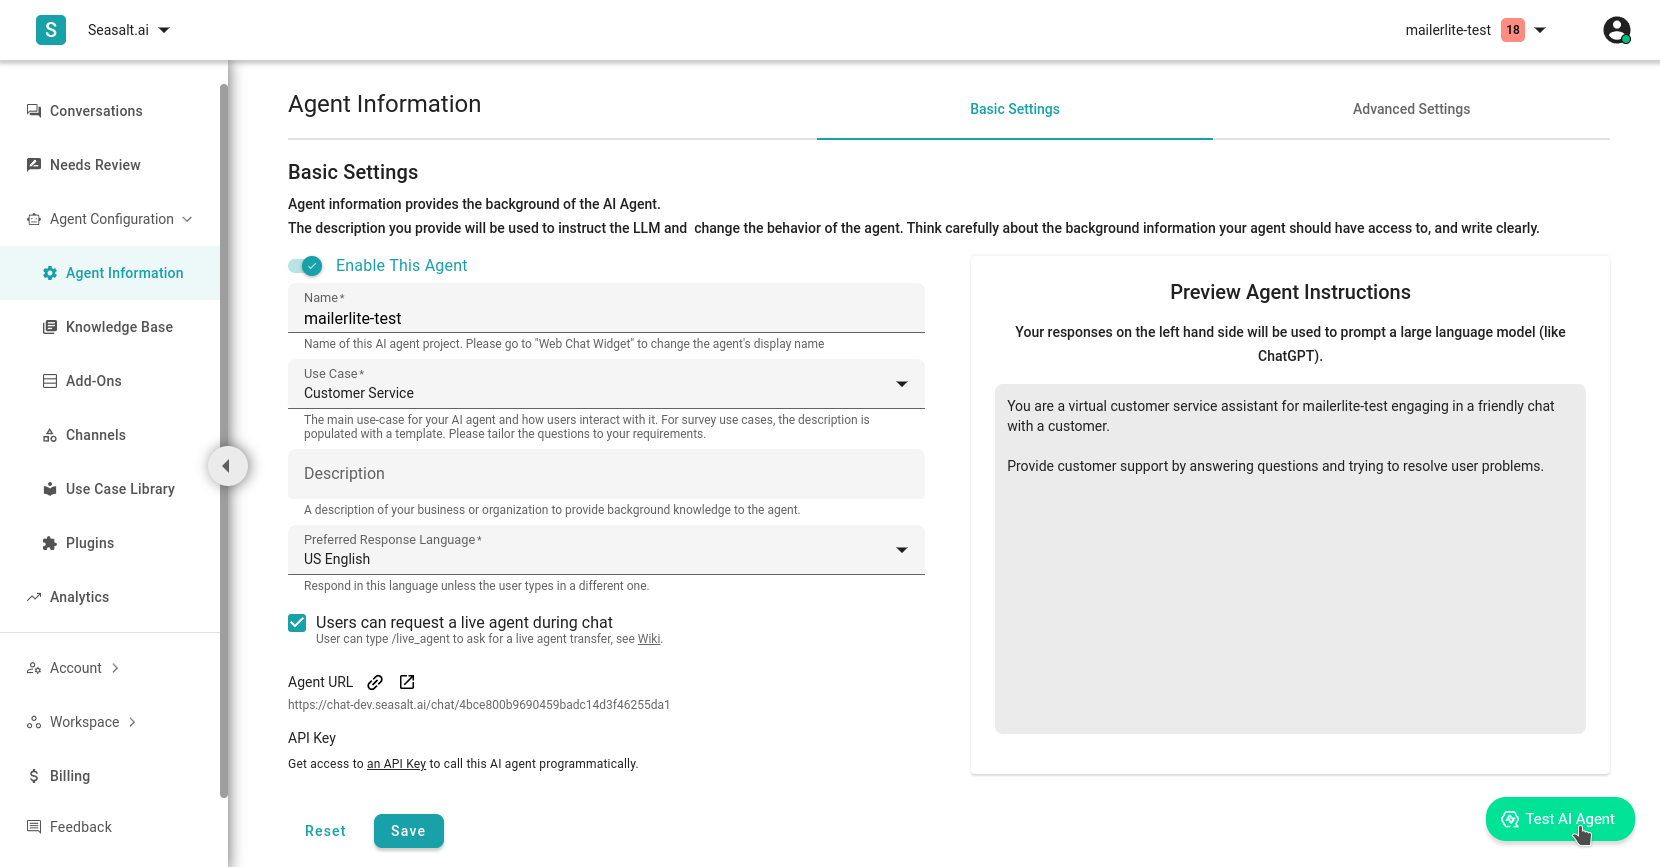 S
Seasalt.ai
mailerlite-test 18
Conversations
Needs Review
Agent Configuration
Agent Information
Knowledge Base
Add-Ons
Channels
Use Case Library
Plugins
Analytics
Account
Workspace
Billing
Feedback
Agent Information
Basic Settings
Advanced Settings
Basic Settings
Agent information provides the background of the AI Agent.
The description you provide will be used to instruct the LLM and  change the behavior of the agent. Think carefully about the background information your agent should have access to, and write clearly.
Enable This Agent
Name*
mailerlite-test
Name of this AI agent project. Please go to "Web Chat Widget" to change the agent's display name
Use Case*
Customer Service
The main use-case for your AI agent and how users interact with it. For survey use cases, the description is
populated with a template. Please tailor the questions to your requirements.
Description
A description of your business or organization to provide background knowledge to the agent.
Preferred Response Language*
US English
Respond in this language unless the user types in a different one.
Users can request a live agent during chat
User can type /live_agent to ask for a live agent transfer, see Wiki.
Agent URL
https://chat-dev.seasalt.ai/chat/4bce800b9690459badc14d3f46255da1
API Key
Get access to an API Key to call this AI agent programmatically.
Reset
Save
Preview Agent Instructions
Your responses on the left hand side will be used to prompt a large language model (like
ChatGPT).
You are a virtual customer service assistant for mailerlite-test engaging in a friendly chat
with a customer.
Provide customer support by answering questions and trying to resolve user problems.
Test AI Agent